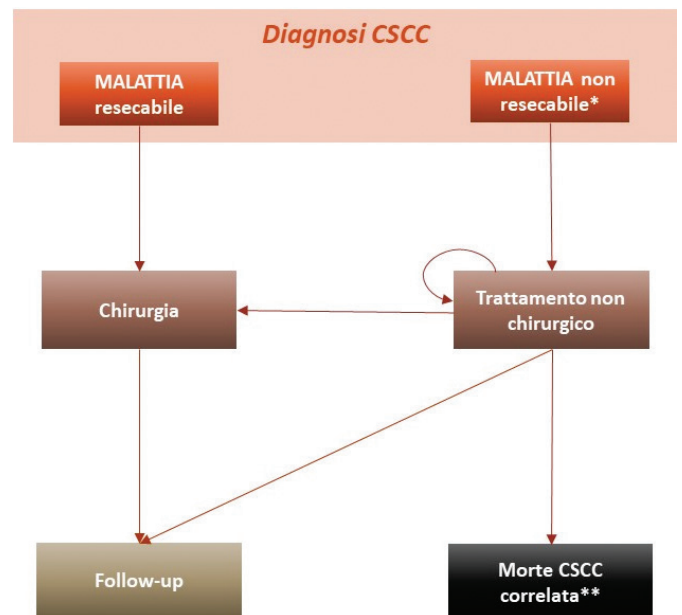 Diagnosi CSCC
MALATTIA
resecabile
MALATTIA non
resecabile*
Chirurgia
Trattamento non
chirurgico
Follow-up
Morte CSCC
correlata**